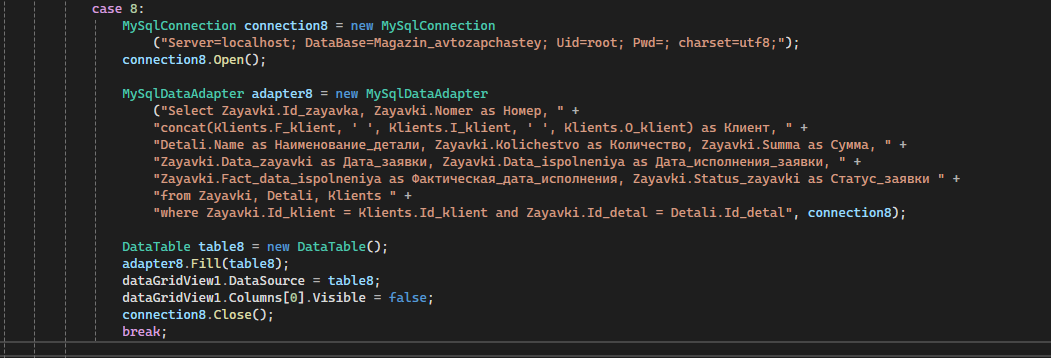 case 8:
MySqlConnection connection8 = new MySqlConnection
("Server=localhost; DataBase=Magazin_avtozapchastey; Uid=root; Pwd=; charset=utf8;");
connection8.Open();
MySqlDataAdapter adapter8 = new MySqlDataAdapter
("Select Zayavki.Id_zayavka, Zayavki.Nomer as Номер, " +
"concat(Klients.F_klient, ' ', Klients.I_klient, ' ', Klients.O_klient) as Клиент, " +
"Detali.Name as Наименование_детали, Zayavki.Kolichestvo as Количество, Zayavki.Summa as Сумма, " +
"Zayavki.Data_zayavki as Дата_заявки, Zayavki.Data_ispolneniya as Дата_исполнения_заявки, " +
"Zayavki.Fact_data_ispolneniya as Фактическая_дата_исполнения, Zayavki.Status_zayavki as Статус_заявки " +
"from Zayavki, Detali, Klients " +
"where Zayavki.Id_klient = Klients.Id_klient and Zayavki.Id_detal = Detali.Id_detal", connection8);
DataTable table8 = new DataTable();
adapter8.Fill(table8);
dataGridView1.DataSource = table8;
dataGridView1.Columns[0].Visible = false;
connection8.Close();
break;